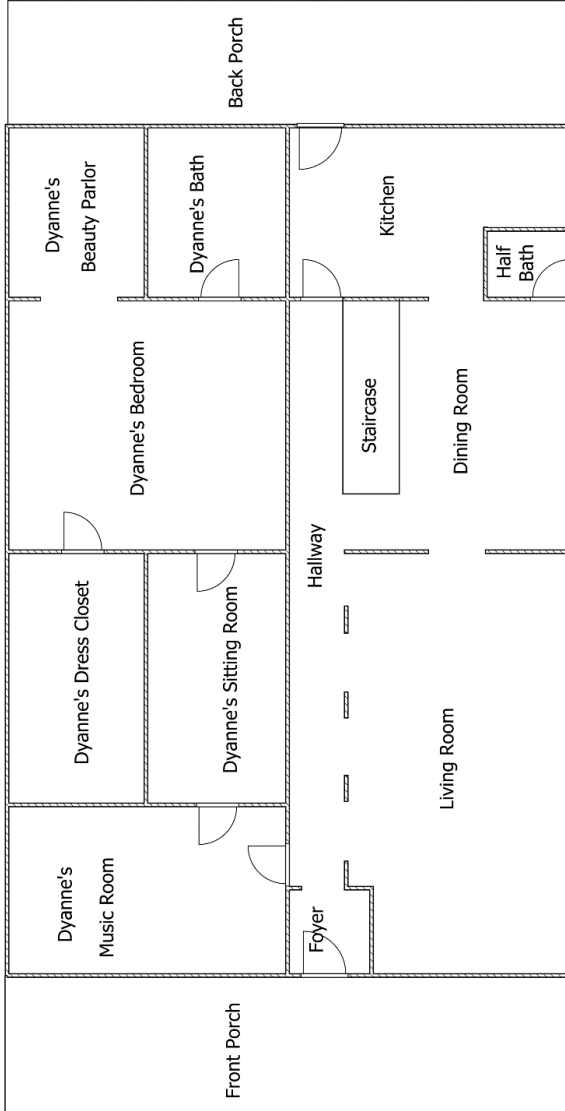 Dyanne's
Beauty Parlor
Dyanne's Bath
Back Porch
Kitchen
Half
Bath
Dyanne's Bedroom
Staircase
Dining Room
Hallway
Dyanne's Dress Closet
Dyanne's Sitting Room
Living Room
Dyanne's
Music Room
Foyer
Front Porch